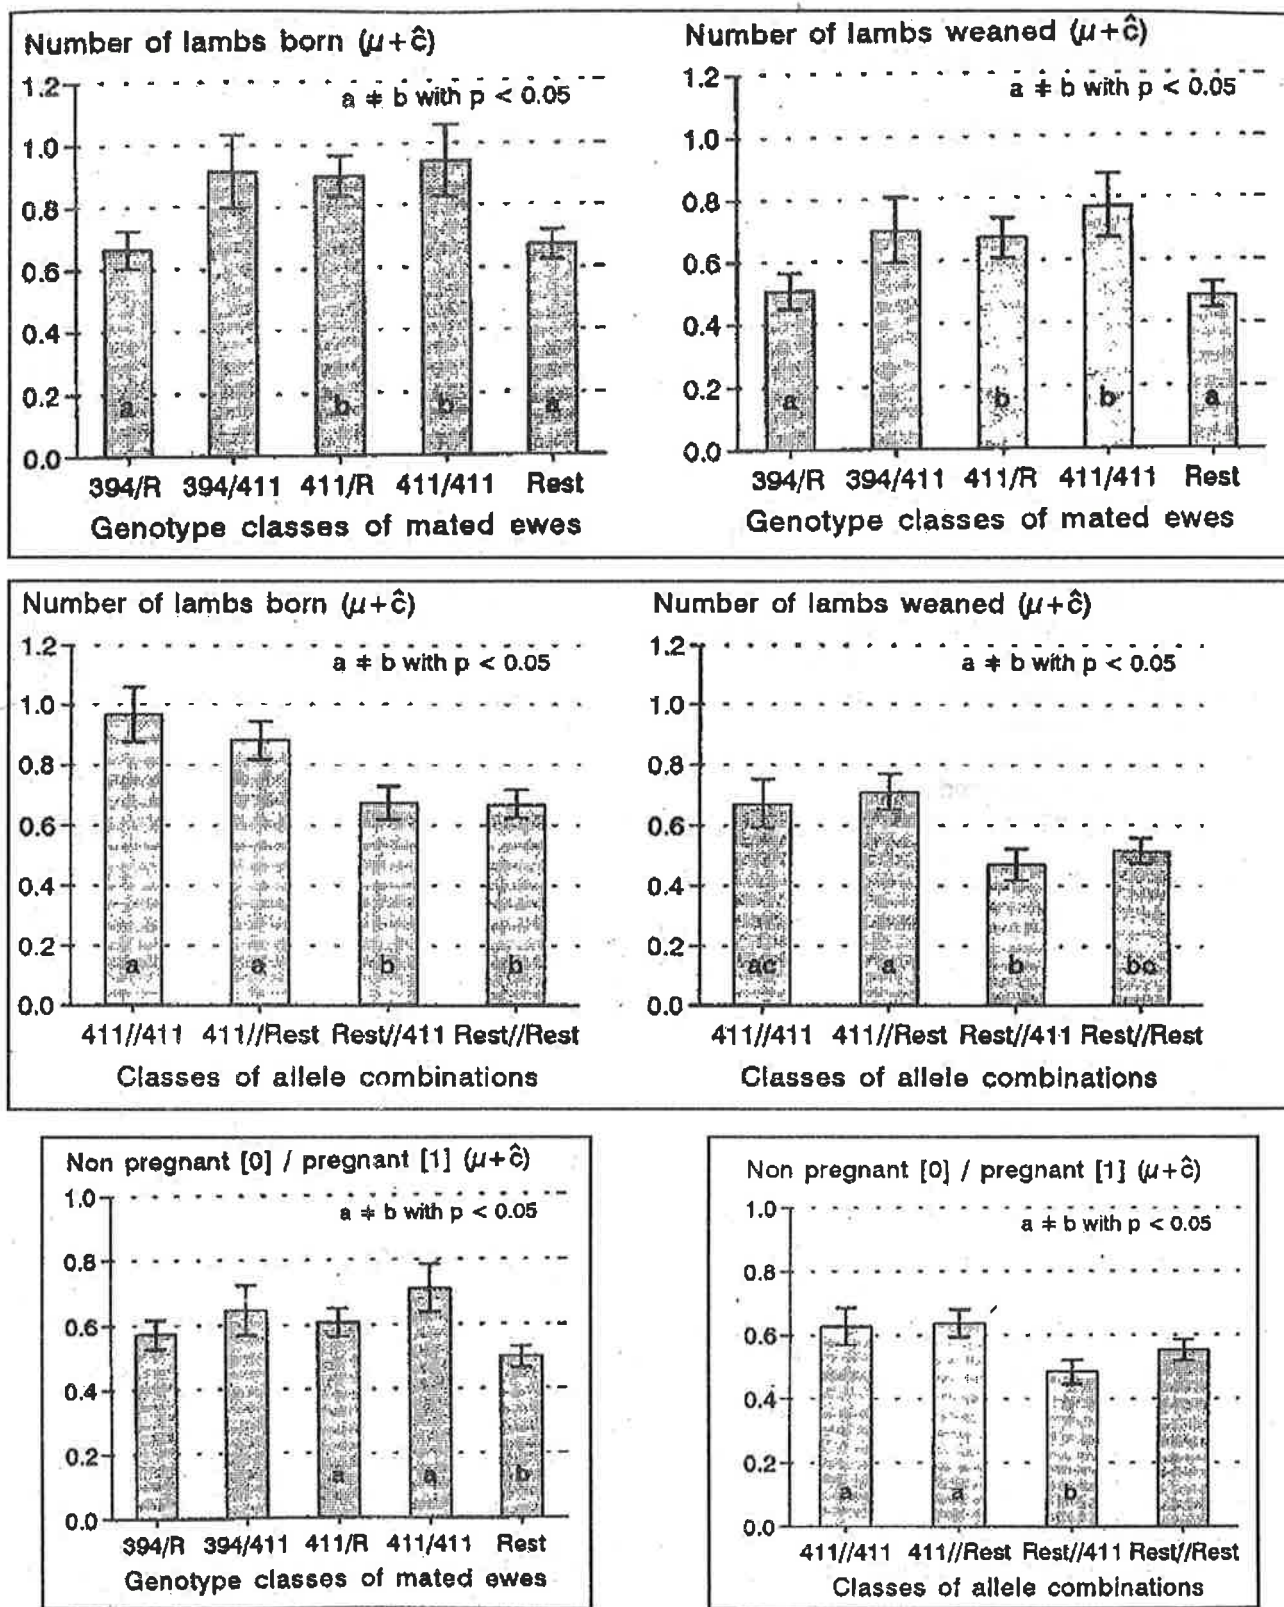 Number of lambs born (μ+ĉ)
a ≠ b with p < 0.05
1.2
1.0
0.8
0.6
0.4
0.2
0.0
a
b
b
a
394/R 394/411 411/R 411/411 Rest
Genotype classes of mated ewes
Number of lambs weaned (μ+ĉ)
a ≠ b with p < 0.05
1.2
1.0
0.8
0.6
0.4
0.2
0.0
a
b
b
a
394/R 394/411 411/R 411/411 Rest
Genotype classes of mated ewes
Number of lambs born (μ+ĉ)
a ≠ b with p < 0.05
1.2
1.0
0.8
0.6
0.4
0.2
0.0
a
a
b
b
411//411 411//Rest Rest//411 Rest//Rest
Classes of allele combinations
Number of lambs weaned (μ+ĉ)
a ≠ b with p < 0.05
1.2
1.0
0.8
0.6
0.4
0.2
0.0
ac
a
b
bc
411//411 411//Rest Rest//411 Rest//Rest
Classes of allele combinations
Non pregnant [0] / pregnant [1] (μ+ĉ)
a ≠ b with p < 0.05
1.0
0.8
0.6
0.4
0.2
0.0
a
a
b
394/R 394/411 411/R 411/411 Rest
Genotype classes of mated ewes
Non pregnant [0] / pregnant [1] (μ+ĉ)
a ≠ b with p < 0.05
1.0
0.8
0.6
0.4
0.2
0.0
a
a
b
411//411 411//Rest Rest//411 Rest//Rest
Classes of allele combinations